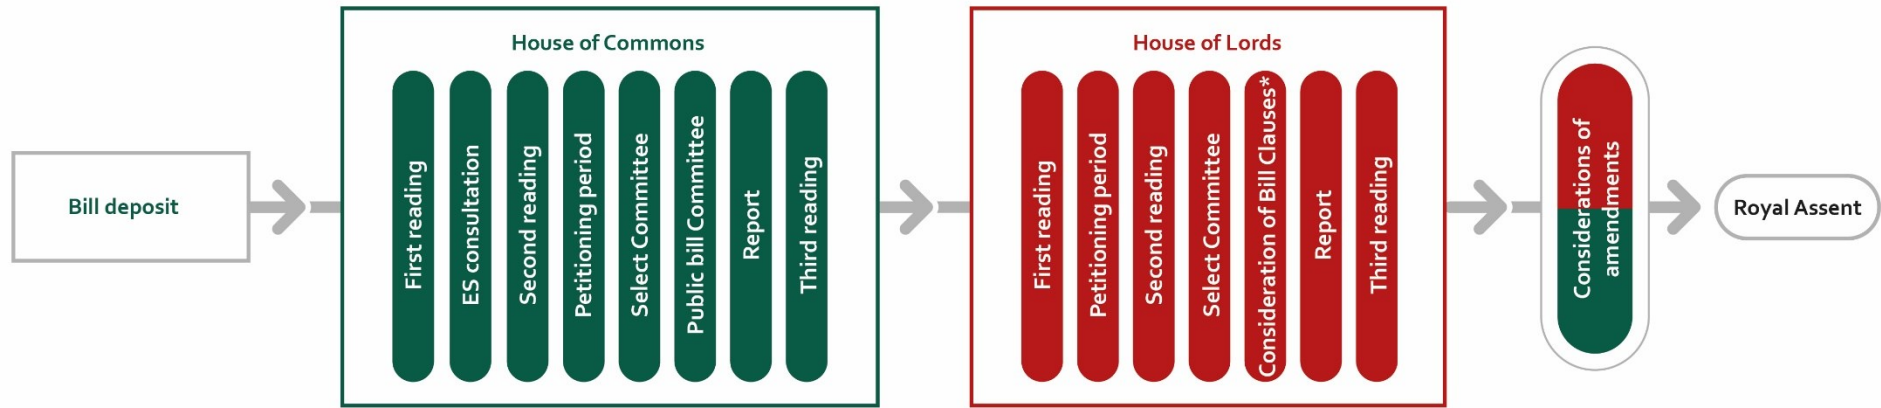 Bill deposit
House of Commons
First reading
ES consultation
Second reading
Petitioning period
Select Committee
Public bill Committee
Report
Third reading
House of Lords
First reading
Petitioning period
Second reading
Select Committee
Consideration of Bill Clauses*
Report
Third reading
Considerations of
amendments
Royal Assent